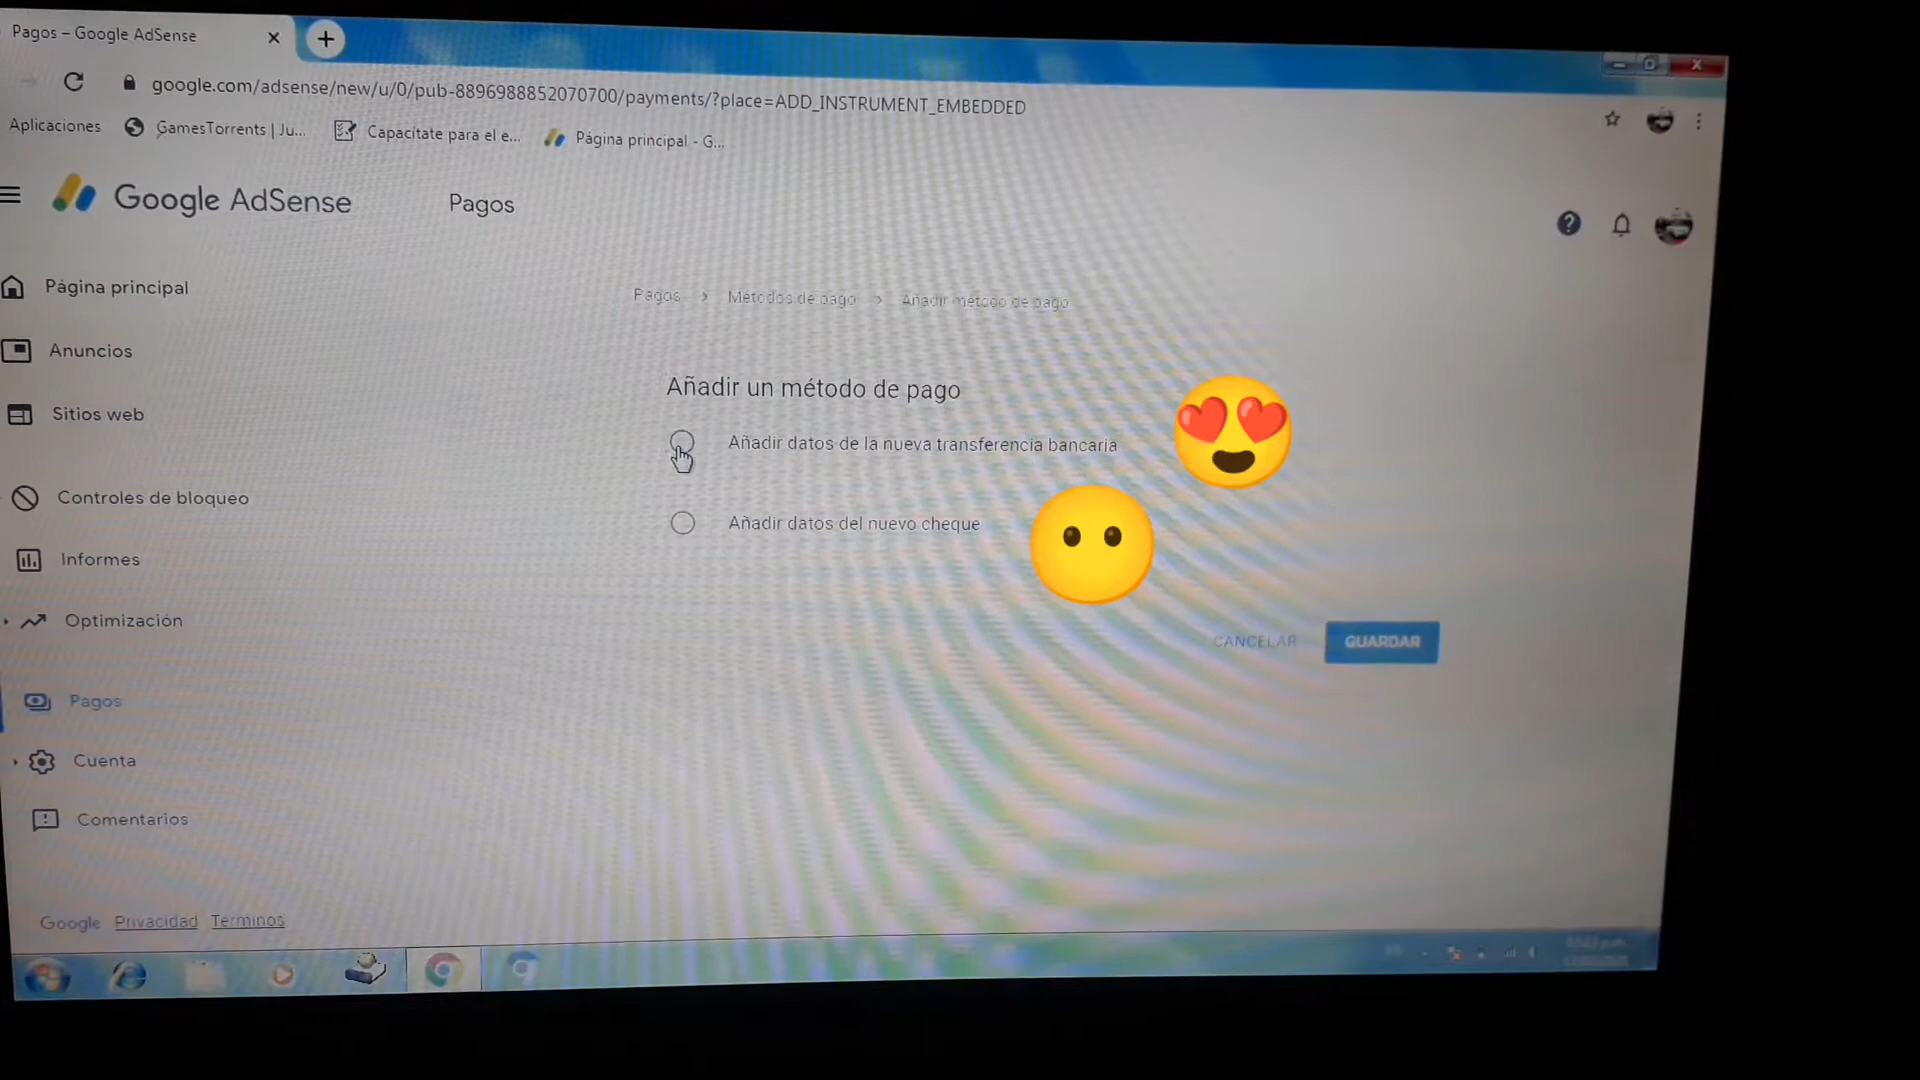 Pagos – Google AdSense
google.com/adsense/new/u/0/pub-8896988852070700/payments/?place=ADD_INSTRUMENT_EMBEDDED
Aplicaciones
GamesTorrents | Ju...
Capacítate para el e...
Página principal - G...
Google AdSense
Pagos
Página principal
Anuncios
Sitios web
Controles de bloqueo
Informes
Optimización
Pagos
Cuenta
Comentarios
Pagos > Métodos de pago > Añadir método de pago
Añadir un método de pago
Añadir datos de la nueva transferencia bancaria
Añadir datos del nuevo cheque
CANCELAR
GUARDAR
Google Privacidad Términos